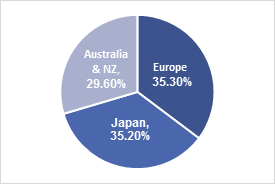 Australia
& NZ,
29.60%
Europe
35.30%
Japan,
35.20%